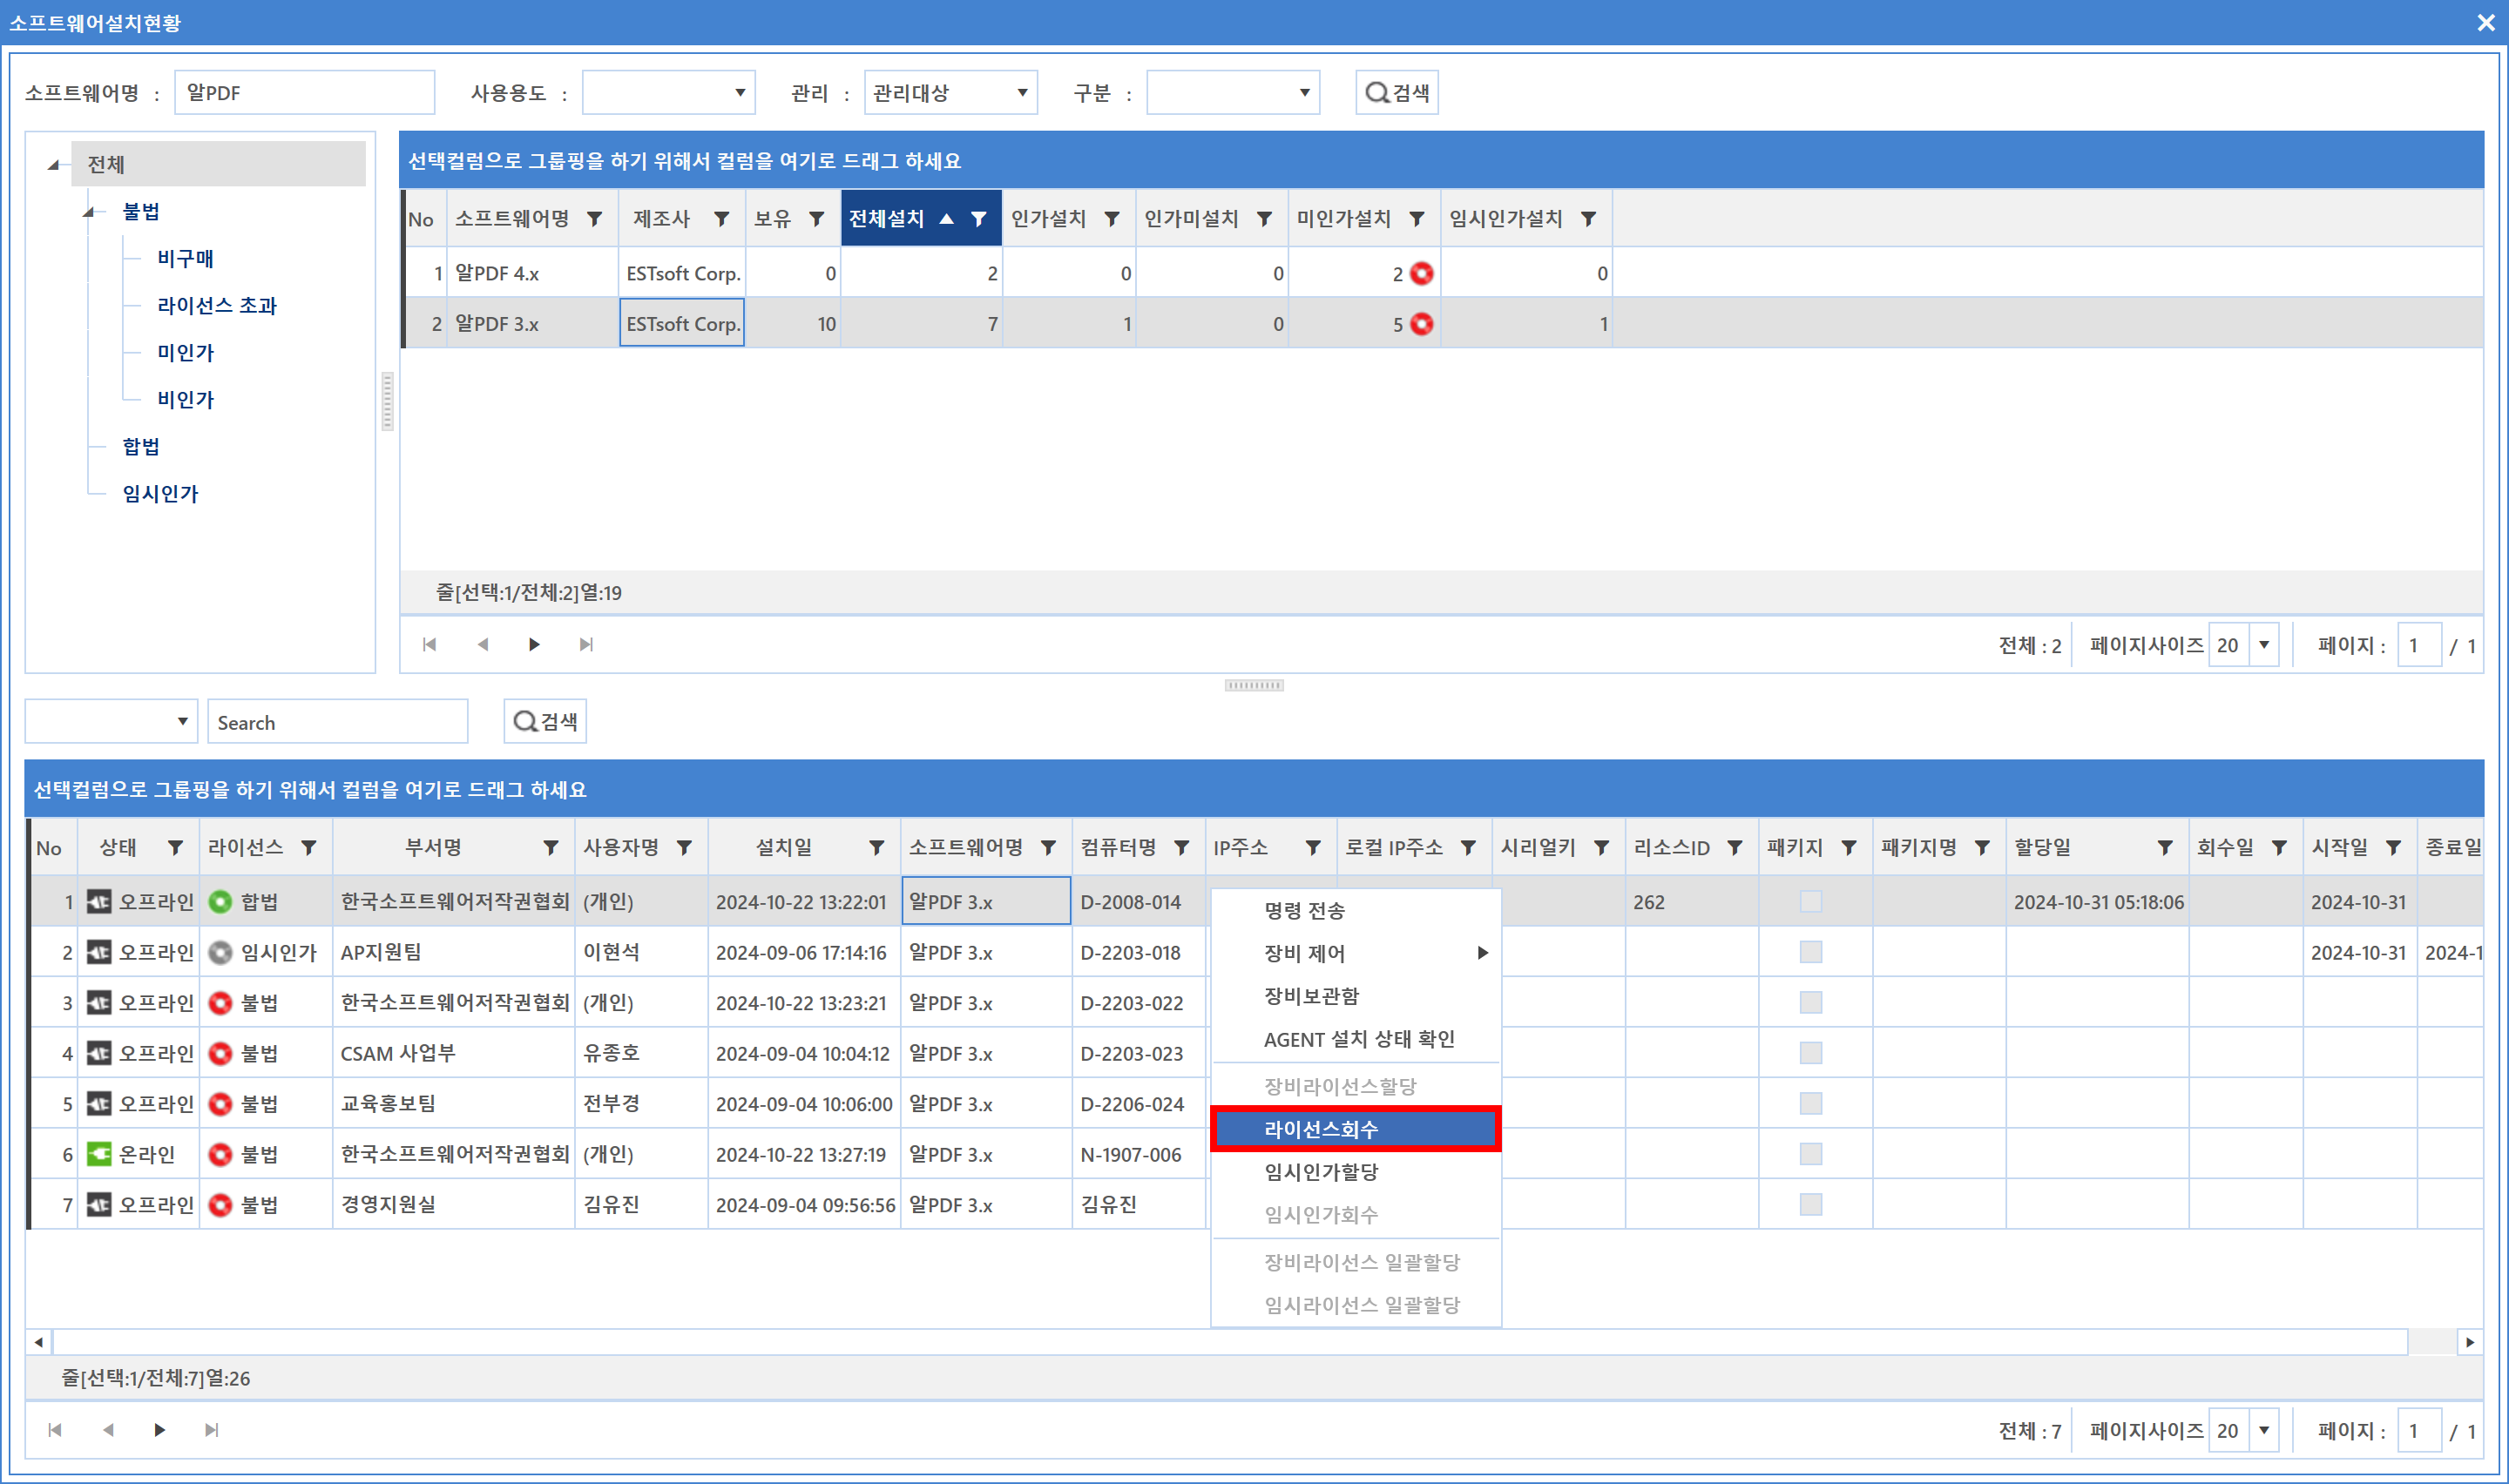 소프트웨어설치현황
소프트웨어명 : 알PDF 사용용도 : 관리 : 관리대상 구분 : 검색
전체
불법
비구매
라이선스 초과
미인가
비인가
합법
임시인가
선택컬럼으로 그룹핑을 하기 위해서 컬럼을 여기로 드래그 하세요
No 소프트웨어명 제조사 보유 전체설치 인가설치 인가미설치 미인가설치 임시인가설치
1 알PDF 4.x ESTsoft Corp. 0 2 0 0 2 0
2 알PDF 3.x ESTsoft Corp. 10 7 1 0 5 1
줄[선택:1/전체:2]열:19
전체 : 2 페이지사이즈 20 페이지 : 1 / 1
Search 검색
선택컬럼으로 그룹핑을 하기 위해서 컬럼을 여기로 드래그 하세요
No 상태 라이선스 부서명 사용자명 설치일 소프트웨어명 컴퓨터명 IP주소 로컬 IP주소 시리얼키 리소스ID 패키지 패키지명 할당일 회수일 시작일 종료일
1 오프라인 합법 한국소프트웨어저작권협회 (개인) 2024-10-22 13:22:01 알PDF 3.x D-2008-014 262 2024-10-31 05:18:06 2024-10-31
2 오프라인 임시인가 AP지원팀 이현석 2024-09-06 17:14:16 알PDF 3.x D-2203-018 2024-10-31 2024-1
3 오프라인 불법 한국소프트웨어저작권협회 (개인) 2024-10-22 13:23:21 알PDF 3.x D-2203-022
4 오프라인 불법 CSAM 사업부 유종호 2024-09-04 10:04:12 알PDF 3.x D-2203-023
5 오프라인 불법 교육홍보팀 전부경 2024-09-04 10:06:00 알PDF 3.x D-2206-024
6 온라인 불법 한국소프트웨어저작권협회 (개인) 2024-10-22 13:27:19 알PDF 3.x N-1907-006
7 오프라인 불법 경영지원실 김유진 2024-09-04 09:56:56 알PDF 3.x 김유진
명령 전송
장비 제어
장비보관함
AGENT 설치 상태 확인
장비라이선스할당
라이선스회수
임시인가할당
임시인가회수
장비라이선스 일괄할당
임시라이선스 일괄할당
줄[선택:1/전체:7]열:26
전체 : 7 페이지사이즈 20 페이지 : 1 / 1